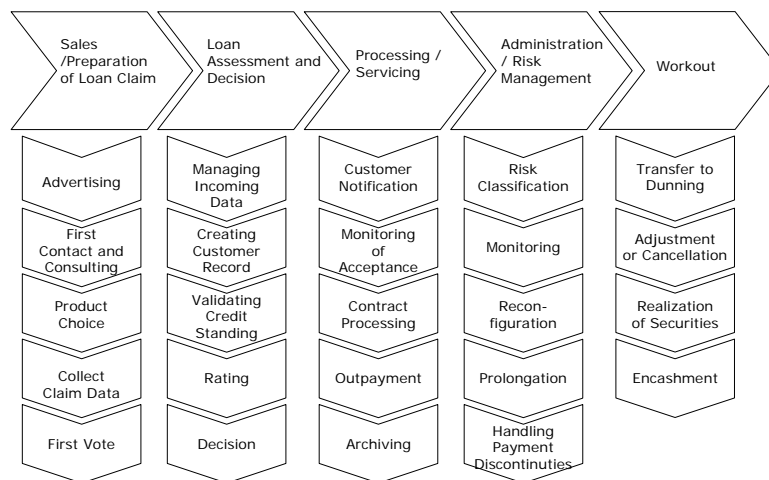 Sales
/Preparation
of Loan Claim
Loan
Assessment and
Decision
Processing /
Servicing
Administration
/ Risk
Management
Workout
Advertising
First
Contact and
Consulting
Product
Choice
Collect
Claim Data
First Vote
Managing
Incoming
Data
Creating
Customer
Record
Validating
Credit
Standing
Rating
Decision
Customer
Notification
Monitoring
of
Acceptance
Contract
Processing
Outpayment
Archiving
Risk
Classification
Monitoring
Recon-
figuration
Prolongation
Handling
Payment
Discontinuties
Transfer to
Dunning
Adjustment
or Cancellation
Realization
of Securities
Encashment